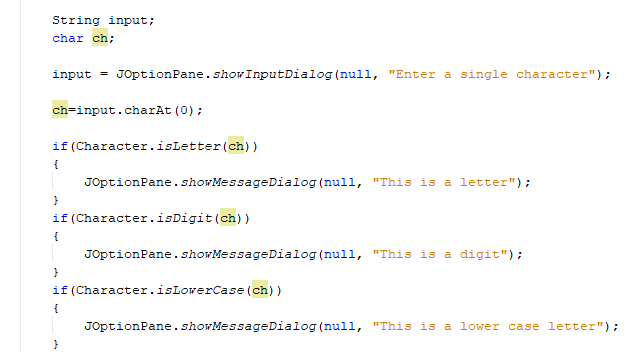 String input;
char ch;
input = JOptionPane.showInputDialog(null, "Enter a single character");
ch=input.charAt(0);
if(Character.isLetter(ch))
{
JOptionPane.showMessageDialog(null, "This is a letter");
}
if(Character.isDigit(ch))
{
JOptionPane.showMessageDialog(null, "This is a digit");
}
if(Character.isLowerCase(ch))
{
JOptionPane.showMessageDialog(null, "This is a lower case letter");
}